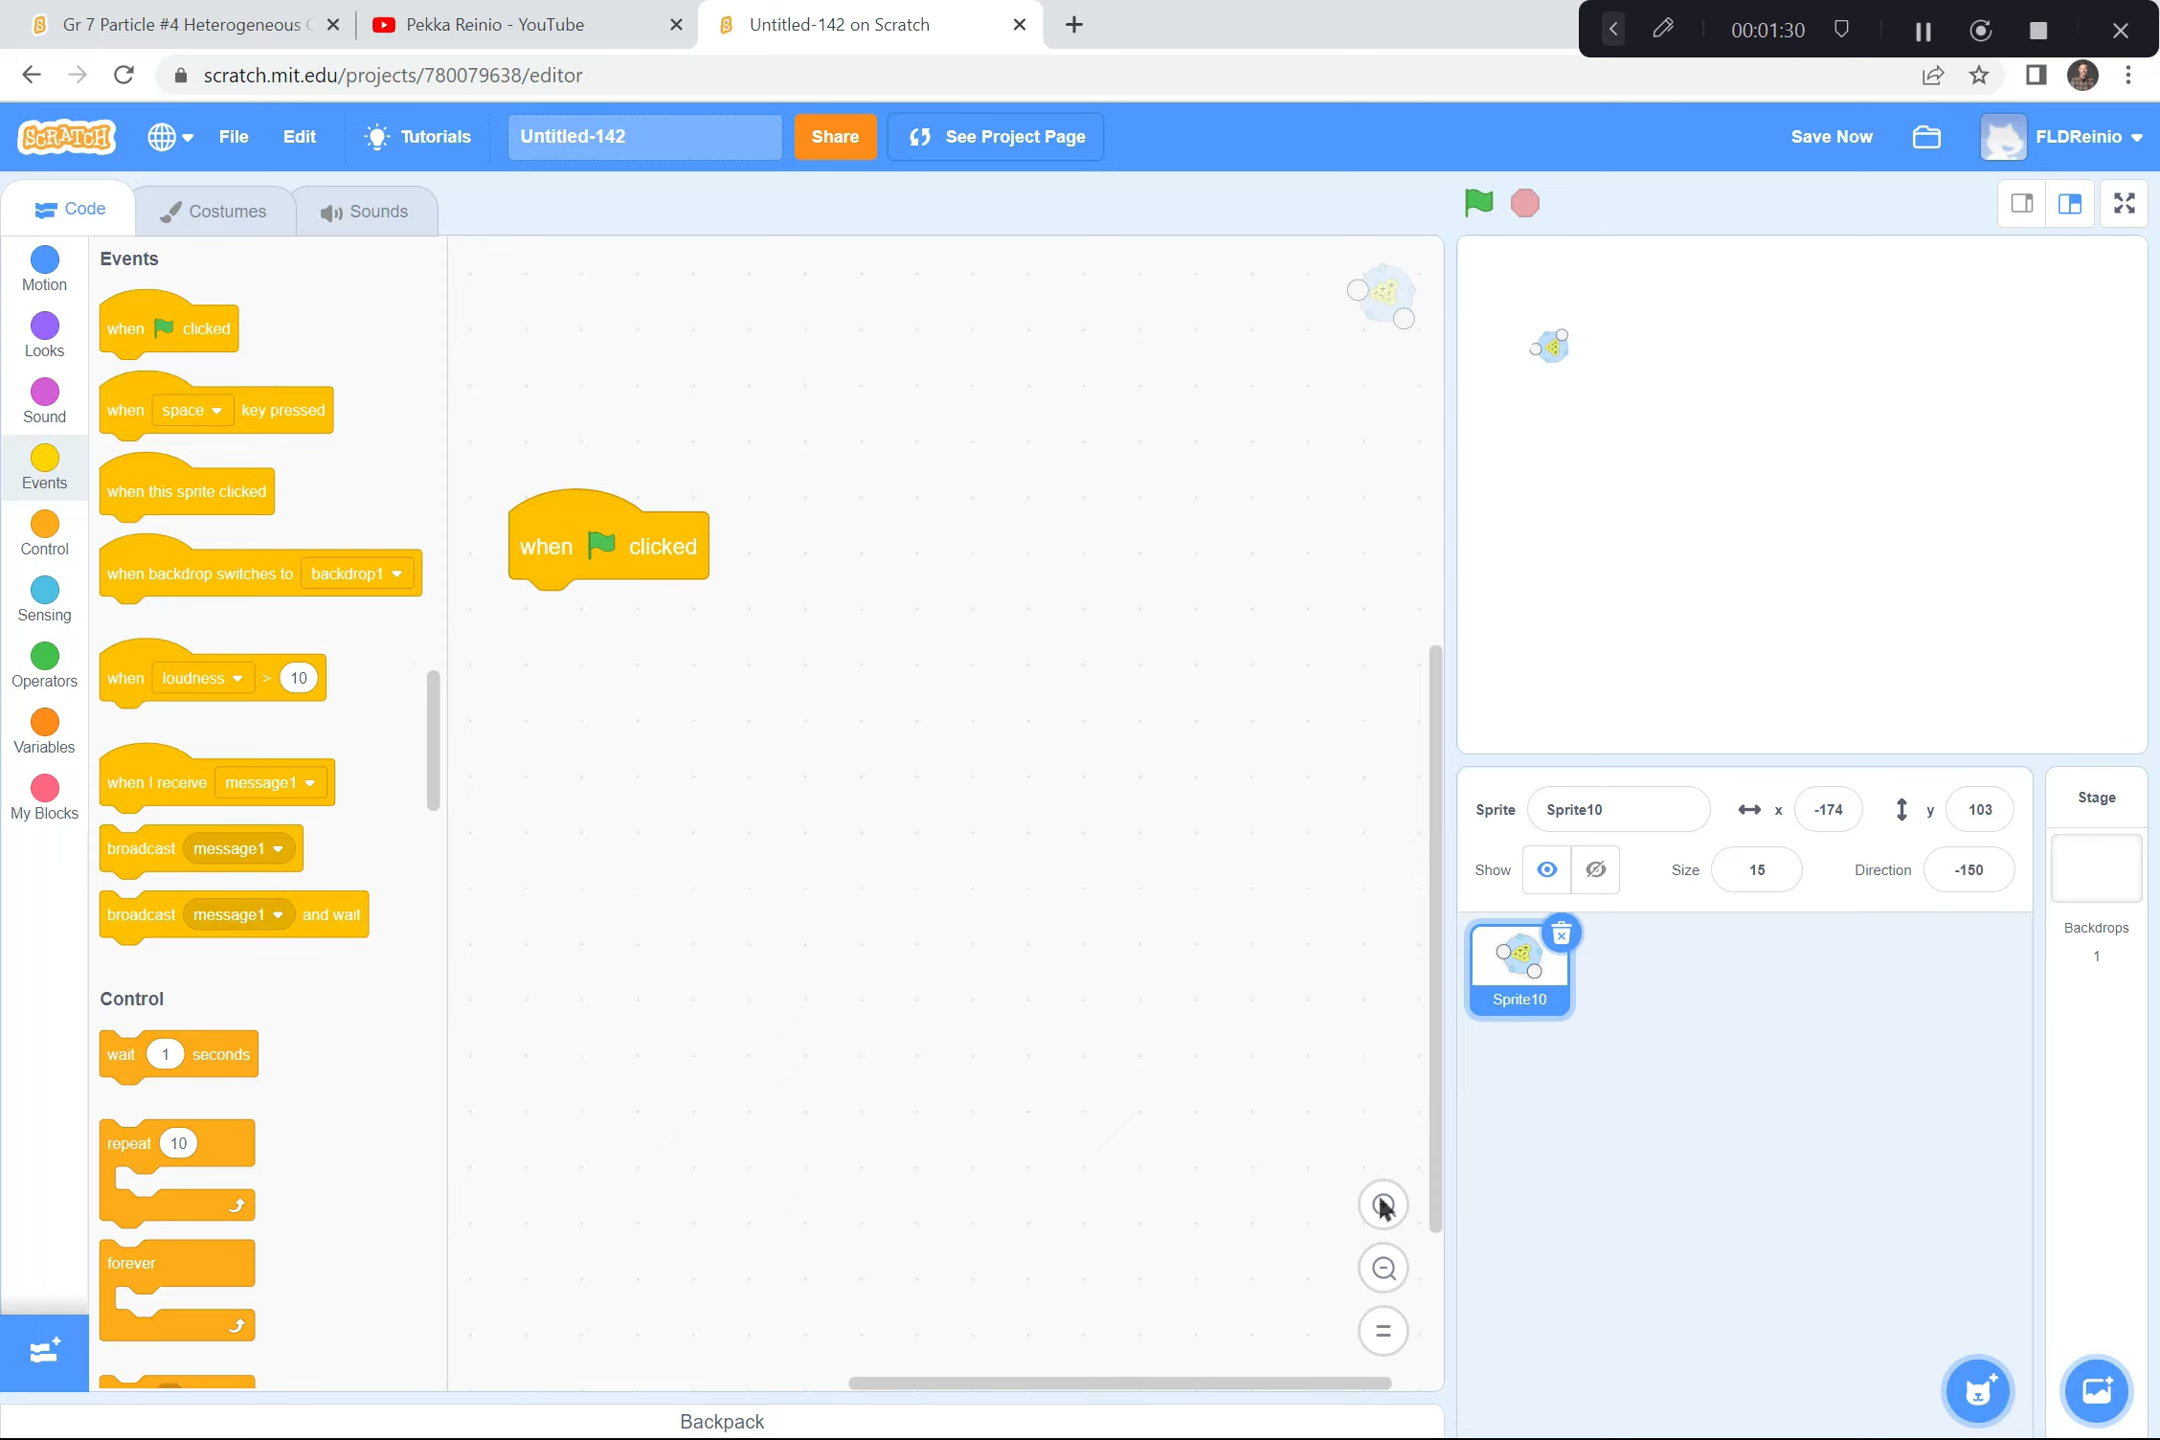 Gr 7 Particle #4 Heterogeneous
Pekka Reinio - YouTube
Untitled-142 on Scratch
00:01:30
scratch.mit.edu/projects/780079638/editor
SCRATCH
File
Edit
Tutorials
Untitled-142
Share
See Project Page
Save Now
FLDReinio
Code
Costumes
Sounds
Motion
Looks
Sound
Events
Control
Sensing
Operators
Variables
My Blocks
Events
when clicked
when space key pressed
when this sprite clicked
when backdrop switches to backdrop1
when loudness > 10
when I receive message1
broadcast message1
broadcast message1 and wait
Control
wait 1 seconds
repeat 10
forever
when clicked
Sprite Sprite10 x -174 y 103
Show Size 15 Direction -150
Sprite10
Stage
Backdrops
1
Backpack